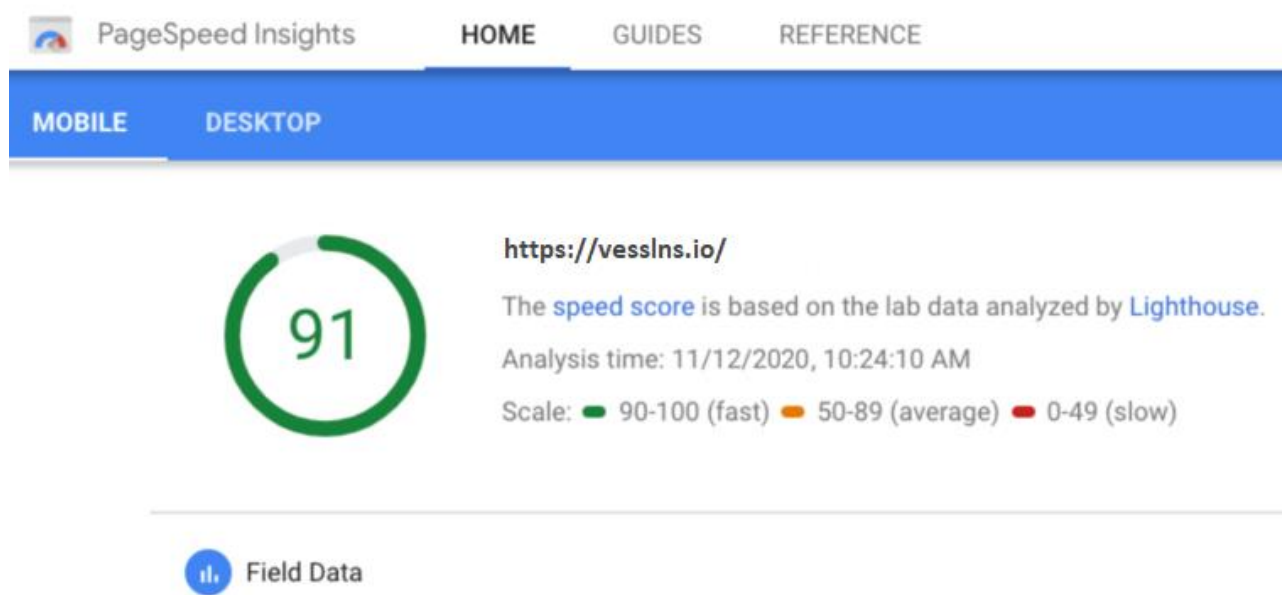 PageSpeed Insights HOME GUIDES REFERENCE
MOBILE DESKTOP
91
https://vesslns.io/
The speed score is based on the lab data analyzed by Lighthouse.
Analysis time: 11/12/2020, 10:24:10 AM
Scale: 90-100 (fast) 50-89 (average) 0-49 (slow)
Field Data